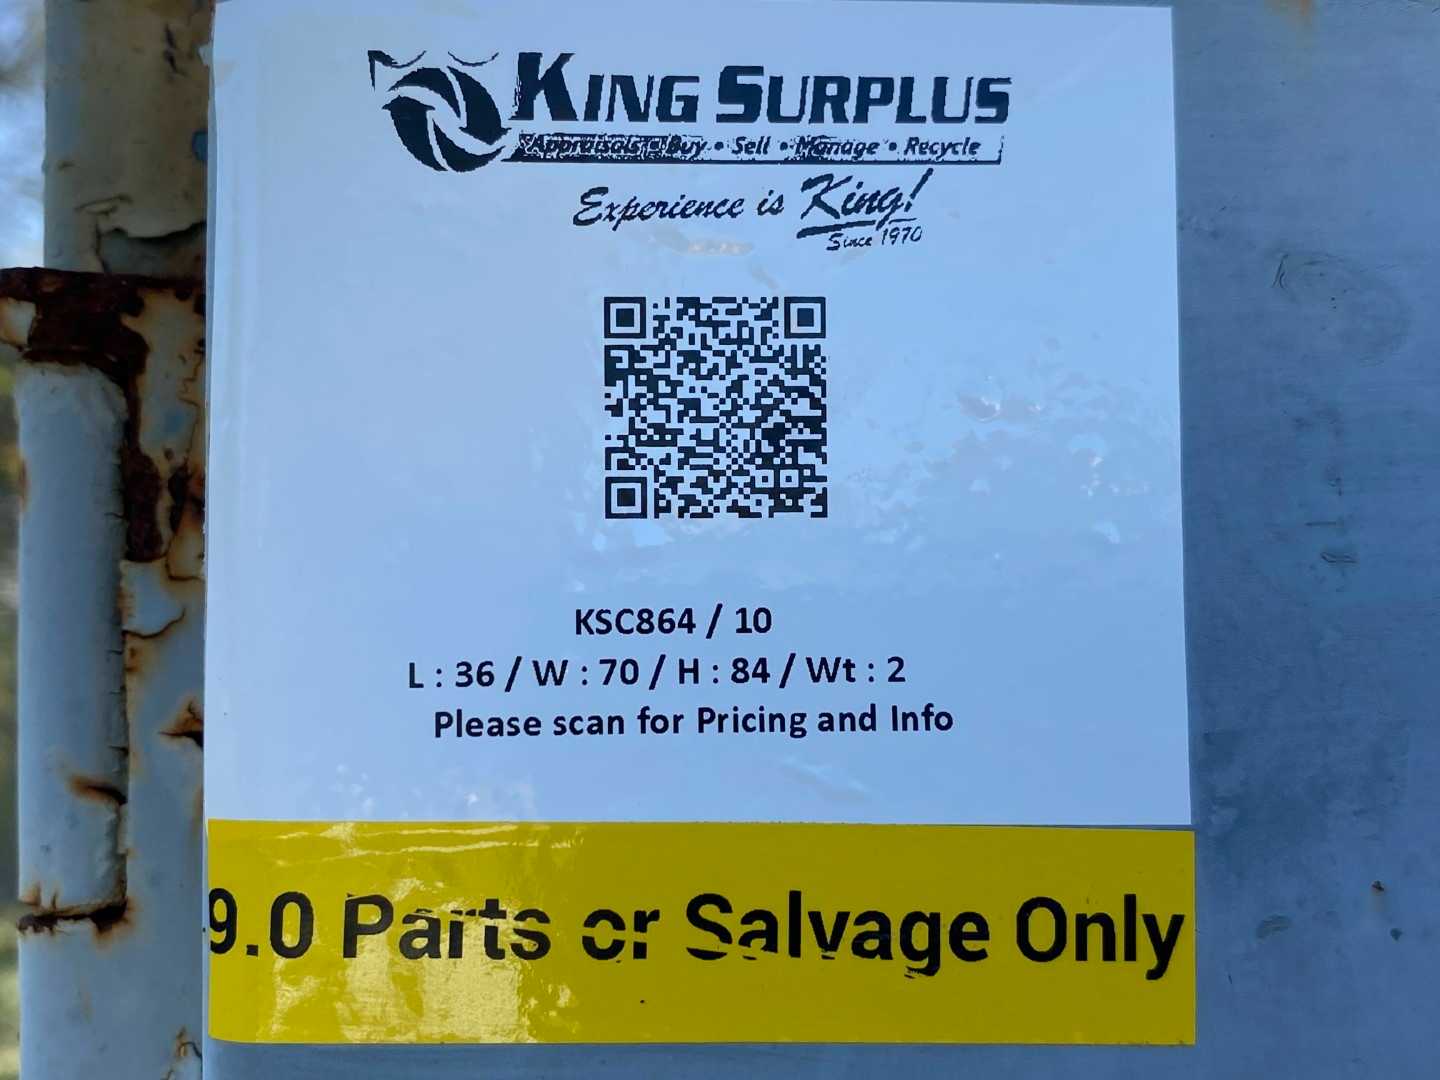 KING SURPLUS
Appraisals • Buy • Sell • Manage • Recycle
Experience is King!
Since 1970
KSC864 / 10
L : 36 / W : 70 / H : 84 / Wt : 2
Please scan for Pricing and Info
9.0 Parts or Salvage Only